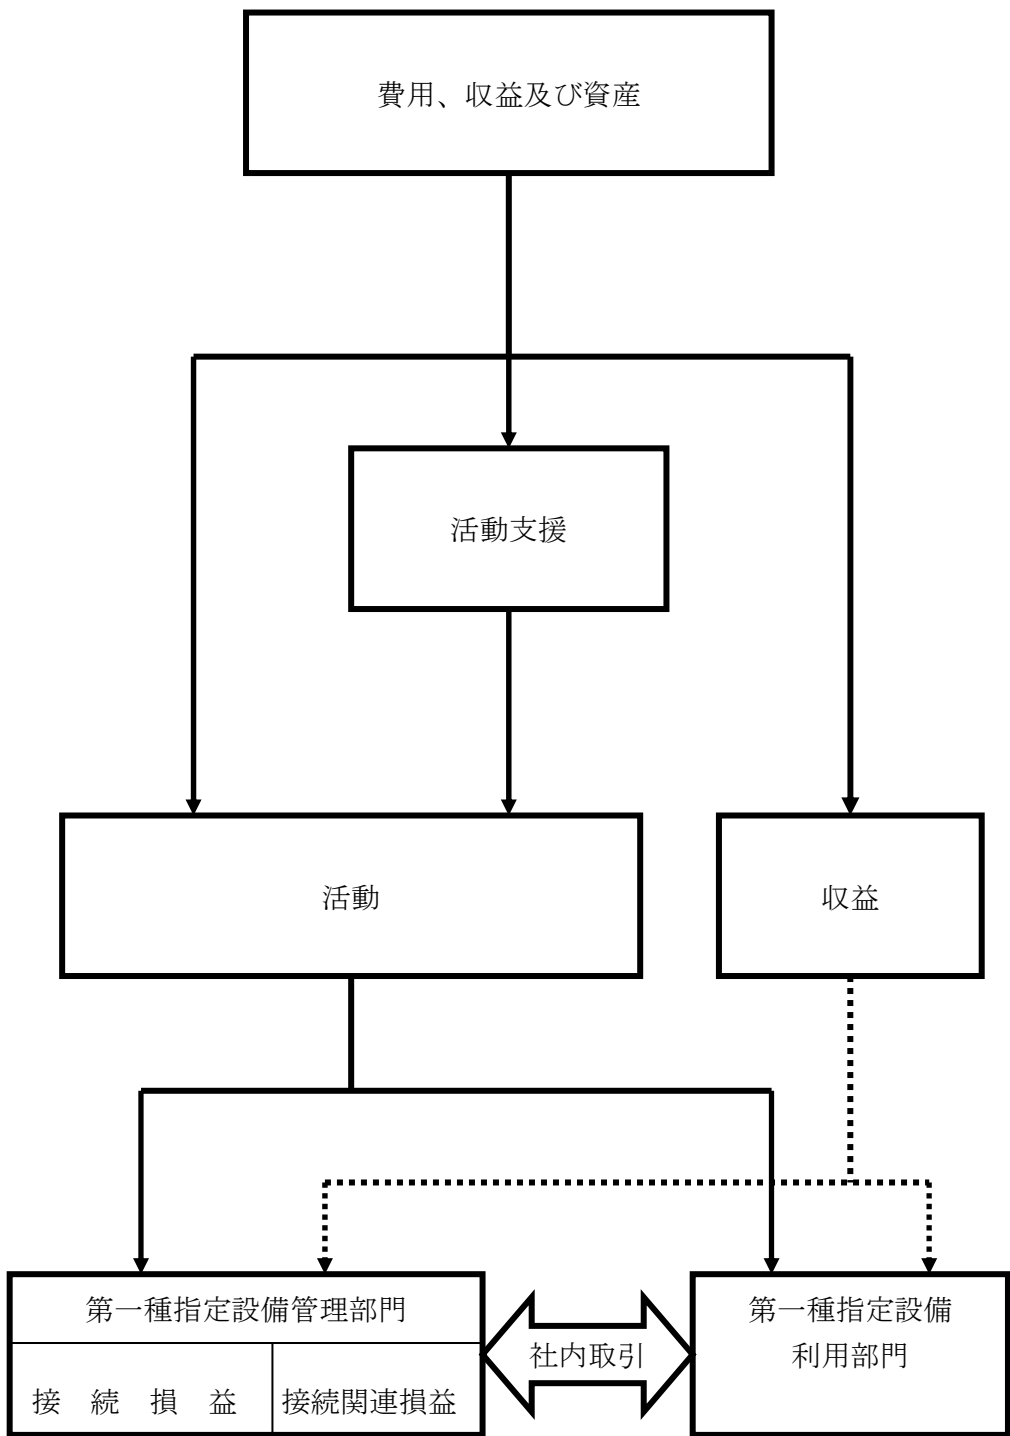 費用、収益及び資産
活動支援
活動
収益
第一種指定設備管理部門
接　続　損　益
接続関連損益
社内取引
第一種指定設備
利用部門